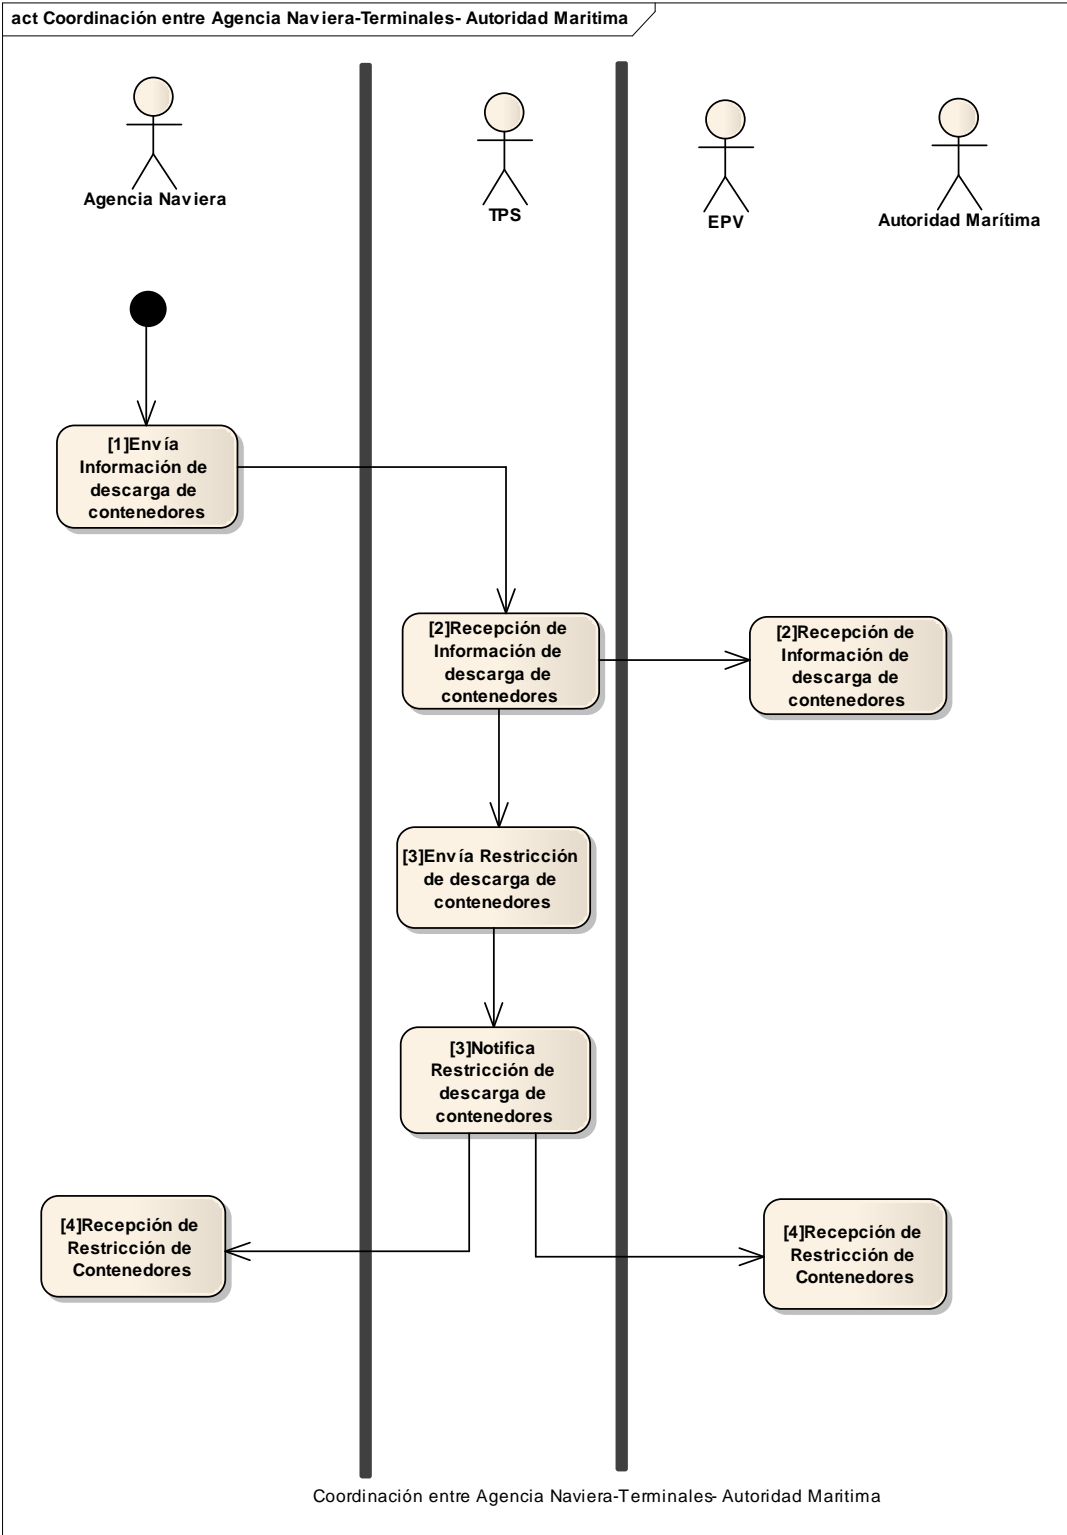 act Coordinación entre Agencia Naviera-Terminales- Autoridad Maritima
Agencia Naviera
TPS
EPV
Autoridad Marítima
[1]Envía
Información de
descarga de
contenedores
[2]Recepción de
Información de
descarga de
contenedores
[2]Recepción de
Información de
descarga de
contenedores
[3]Envía Restricción
de descarga de
contenedores
[3]Notifica
Restricción de
descarga de
contenedores
[4]Recepción de
Restricción de
Contenedores
[4]Recepción de
Restricción de
Contenedores
Coordinación entre Agencia Naviera-Terminales- Autoridad Maritima